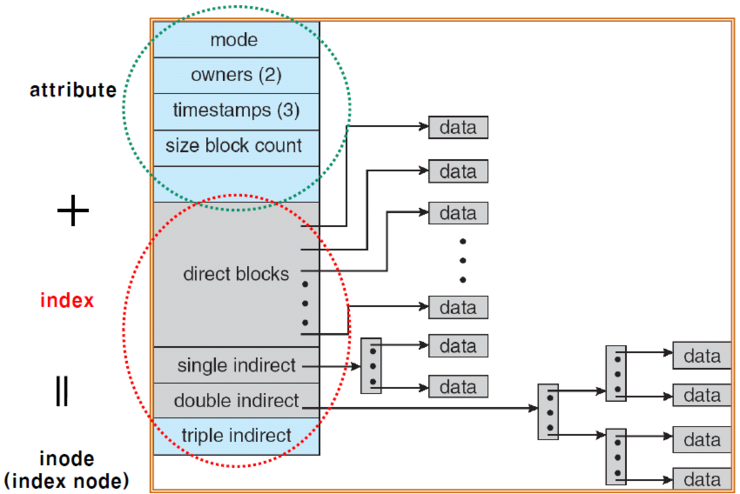 attribute
+
index
=
inode
(index node)
mode
owners (2)
timestamps (3)
size block count
direct blocks
single indirect
double indirect
triple indirect
data
data
data
data
data
data
data
data
data
data